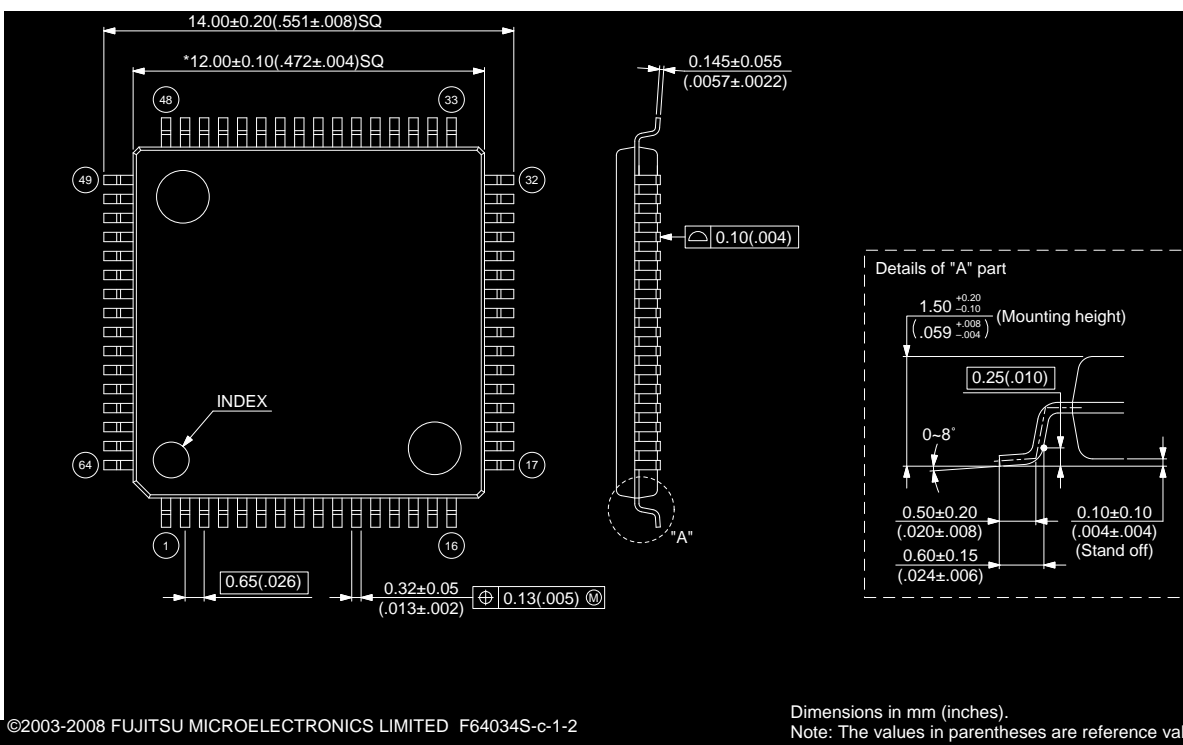 14.00±0.20(.551±.008)SQ
*12.00±0.10(.472±.004)SQ
0.145±0.055
(.0057±.0022)
48
33
49
32
0.10(.004)
Details of "A" part
1.50 +0.20 –0.10
(.059 +.008 –.004)
(Mounting height)
0.25(.010)
INDEX
0~8°
64
17
0.50±0.20
(.020±.008)
0.10±0.10
(.004±.004)
(Stand off)
1
16
"A"
0.60±0.15
(.024±.006)
0.65(.026)
0.32±0.05
(.013±.002)
0.13(.005) Ⓜ
©2003-2008 FUJITSU MICROELECTRONICS LIMITED F64034S-c-1-2
Dimensions in mm (inches).
Note: The values in parentheses are reference val